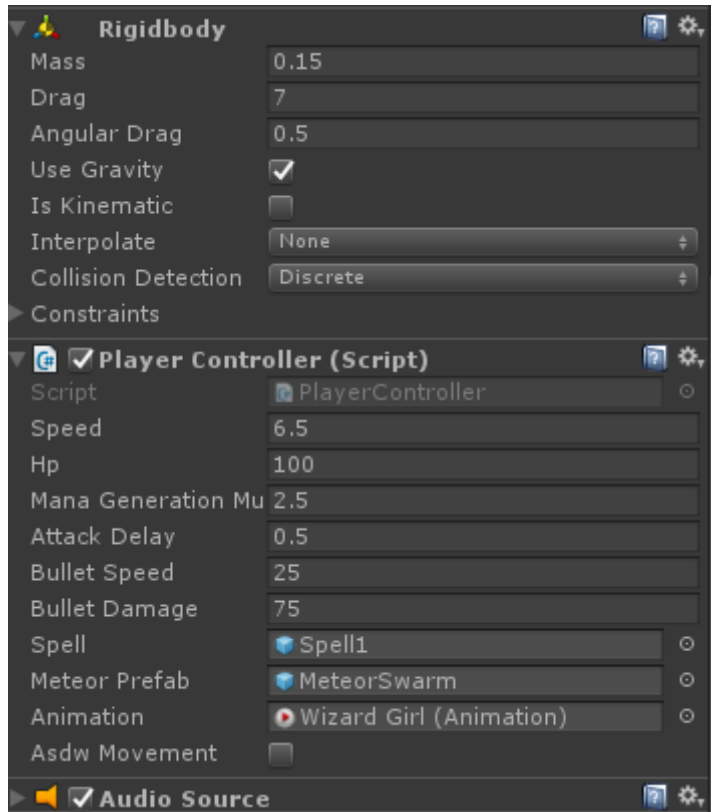 Rigidbody
Mass 0.15
Drag 7
Angular Drag 0.5
Use Gravity
Is Kinematic
Interpolate None
Collision Detection Discrete
Constraints
Player Controller (Script)
Script PlayerController
Speed 6.5
Hp 100
Mana Generation Mu 2.5
Attack Delay 0.5
Bullet Speed 25
Bullet Damage 75
Spell Spell1
Meteor Prefab MeteorSwarm
Animation Wizard Girl (Animation)
Asdw Movement
Audio Source